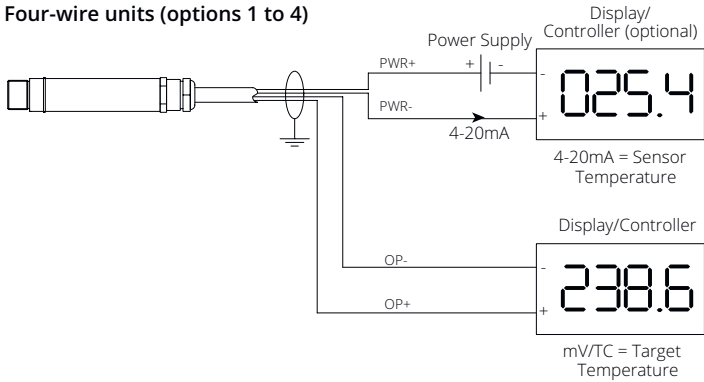 Four-wire units (options 1 to 4)
Display/
Controller (optional)
Power Supply
PWR+
+
-
-
025.4
PWR-
+
4-20mA
4-20mA = Sensor
Temperature
Display/Controller
OP-
-
238.6
OP+
+
mV/TC = Target
Temperature